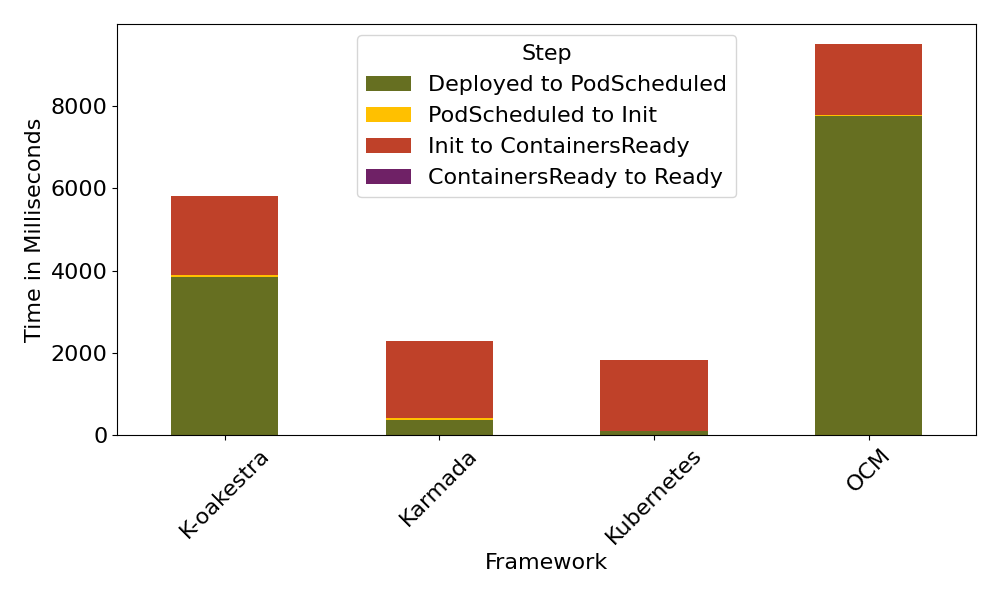 Step
Deployed to PodScheduled
PodScheduled to Init
Init to ContainersReady
ContainersReady to Ready
Time in Milliseconds
8000
6000
4000
2000
0
K-oakestra
Karmada
Kubernetes
OCM
Framework